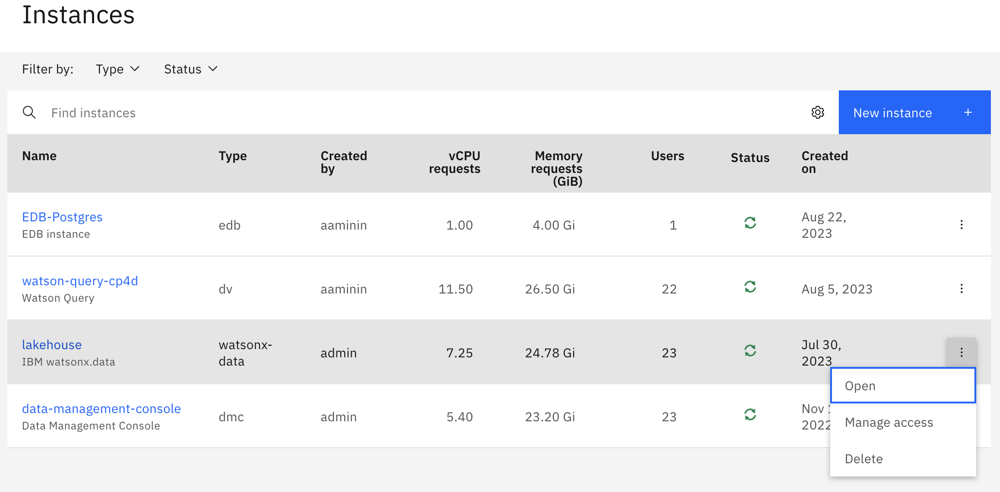 Instances
Filter by: Type Status
Find instances
New instance +
Name Type Created by vCPU requests Memory requests (GiB) Users Status Created on
EDB-Postgres
EDB instance
edb aaminin 1.00 4.00 Gi 1 Aug 22, 2023
watson-query-cp4d
Watson Query
dv aaminin 11.50 26.50 Gi 22 Aug 5, 2023
lakehouse
IBM watsonx.data
watsonx-data admin 7.25 24.78 Gi 23 Jul 30, 2023
data-management-console
Data Management Console
dmc admin 5.40 23.20 Gi 23 Nov 2022
Open
Manage access
Delete